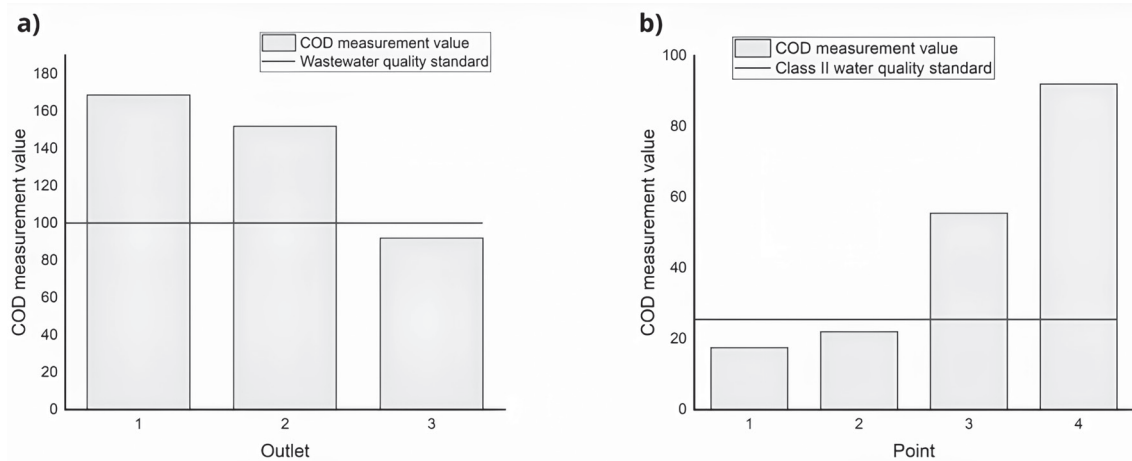 a)
COD measurement value
Wastewater quality standard
COD measurement value
180
160
140
120
100
80
60
40
20
0
1 2 3
Outlet
b)
COD measurement value
Class II water quality standard
COD measurement value
100
80
60
40
20
0
1 2 3 4
Point